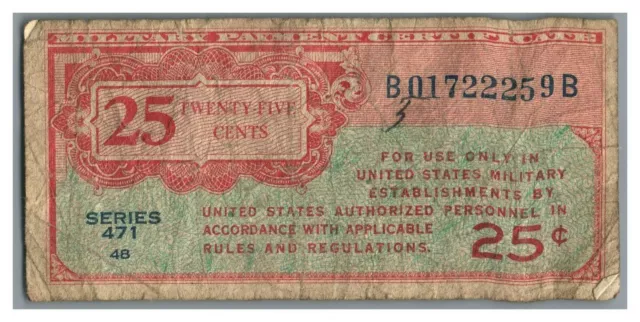 MILITARY PAYMENT CERTIFICATE
25 TWENTY-FIVE
CENTS
B01722259B
3
FOR USE ONLY IN
UNITED STATES MILITARY
ESTABLISHMENTS BY
UNITED STATES AUTHORIZED PERSONNEL IN
ACCORDANCE WITH APPLICABLE
RULES AND REGULATIONS.
25¢
SERIES
471
48